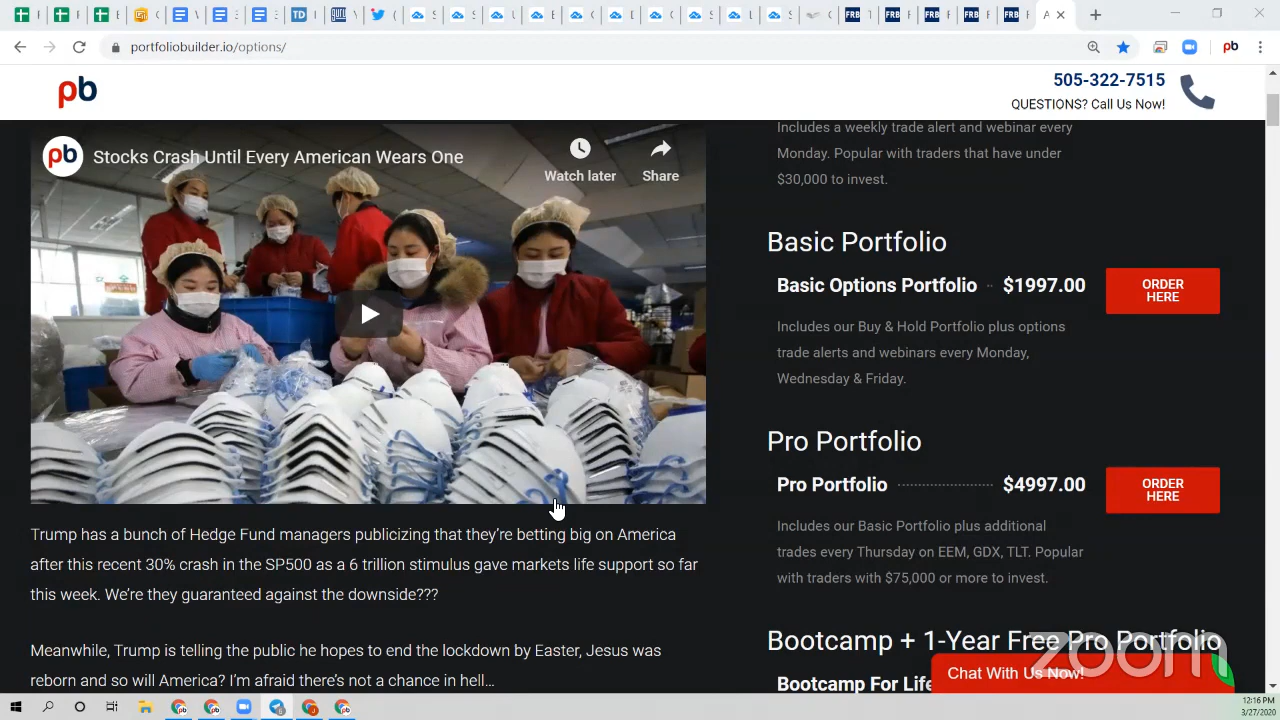 portfoliobuilder.io/options/
pb
pb
505-322-7515
QUESTIONS? Call Us Now!
pb
Stocks Crash Until Every American Wears One
Watch later
Share
Trump has a bunch of Hedge Fund managers publicizing that they're betting big on America
after this recent 30% crash in the SP500 as a 6 trillion stimulus gave markets life support so far
this week. We're they guaranteed against the downside???
Meanwhile, Trump is telling the public he hopes to end the lockdown by Easter, Jesus was
reborn and so will America? I'm afraid there's not a chance in hell...
Includes a weekly trade alert and webinar every
Monday. Popular with traders that have under
$30,000 to invest.
Basic Portfolio
Basic Options Portfolio $1997.00
ORDER
HERE
Includes our Buy & Hold Portfolio plus options
trade alerts and webinars every Monday,
Wednesday & Friday.
Pro Portfolio
Pro Portfolio $4997.00
ORDER
HERE
Includes our Basic Portfolio plus additional
trades every Thursday on EEM, GDX, TLT. Popular
with traders with $75,000 or more to invest.
Bootcamp + 1-Year Free Pro Portfolio
Bootcamp For Life
Chat With Us Now!
zoom
12:16 PM
3/27/2020